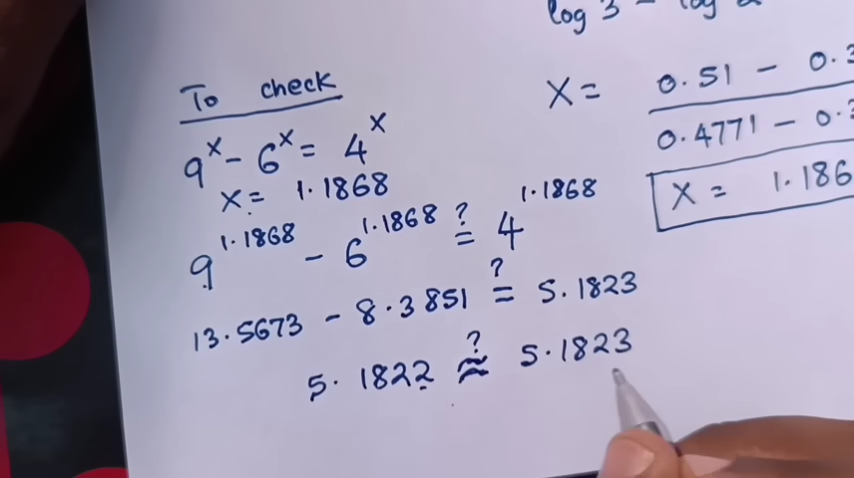 To check
9^x - 6^x = 4^x
x = 1.1868
9^1.1868 - 6^1.1868 ?= 4^1.1868
13.5673 - 8.3851 ?= 5.1823
5.1822 ?≈ 5.1823
log 3 - log
X =
0.51 - 0.
0.4771 - 0.
X = 1.186